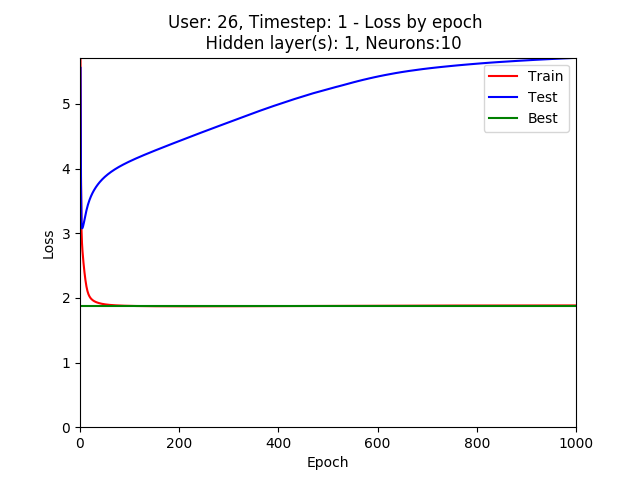 User: 26, Timestep: 1 - Loss by epoch
Hidden layer(s): 1, Neurons:10
Train
Test
Best
5
4
3
2
1
0
Loss
0 200 400 600 800 1000
Epoch